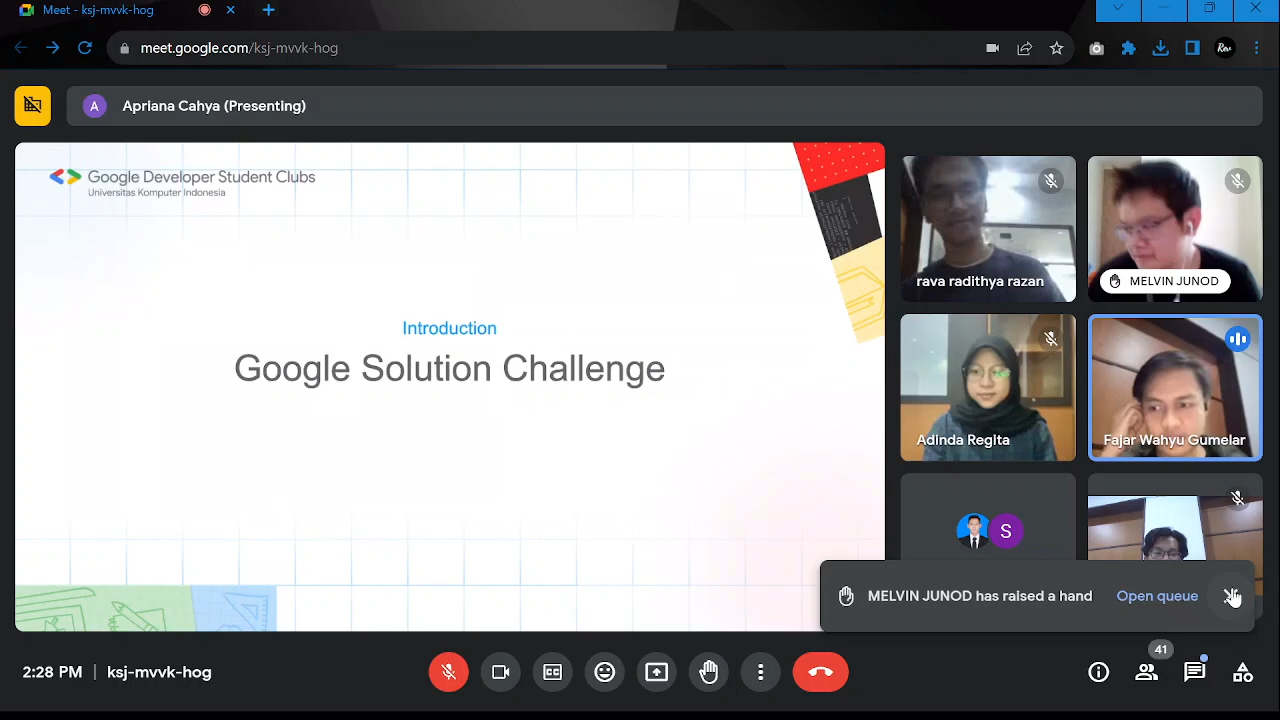 Meet - ksj-mvvk-hog
meet.google.com/ksj-mvvk-hog
Rev
A
Apriana Cahya (Presenting)
Google Developer Student Clubs
Universitas Komputer Indonesia
Introduction
Google Solution Challenge
rava radithya razan
MELVIN JUNOD
Adinda Regita
Fajar Wahyu Gumelar
S
MELVIN JUNOD has raised a hand
Open queue
2:28 PM | ksj-mvvk-hog
CC
41